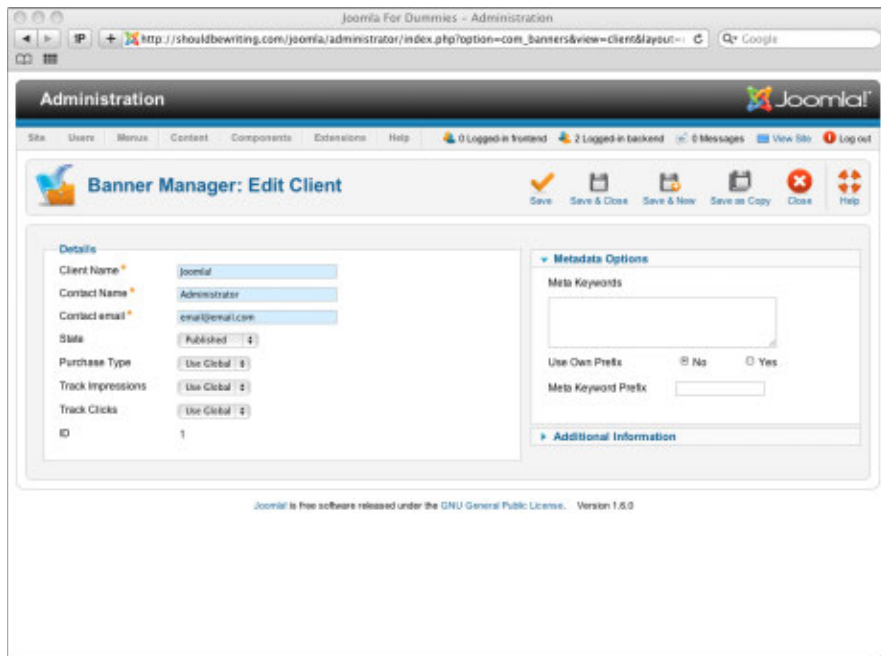 Joomla For Dummies – Administration
http://shouldbewriting.com/joomla/administrator/index.php?option=com_banners&view=client&layout=
Google
Administration
Joomla!
Site Users Menus Content Components Extensions Help 0 Logged-in frontend 2 Logged-in backend 0 Messages View Site Log out
Banner Manager: Edit Client
Save Save & Close Save & New Save as Copy Close Help
Details
Client Name * Joomla!
Contact Name * Administrator
Contact email * email@email.com
State Published
Purchase Type Use Global
Track Impressions Use Global
Track Clicks Use Global
ID 1
Metadata Options
Meta Keywords
Use Own Prefix No Yes
Meta Keyword Prefix
Additional Information
Joomla! is free software released under the GNU General Public License. Version 1.6.0